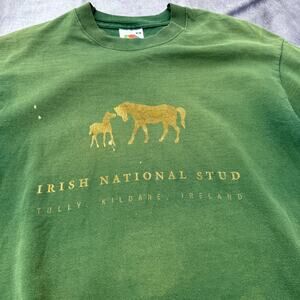 IRISH NATIONAL STUD
TULLY, KILDARE, IRELAND